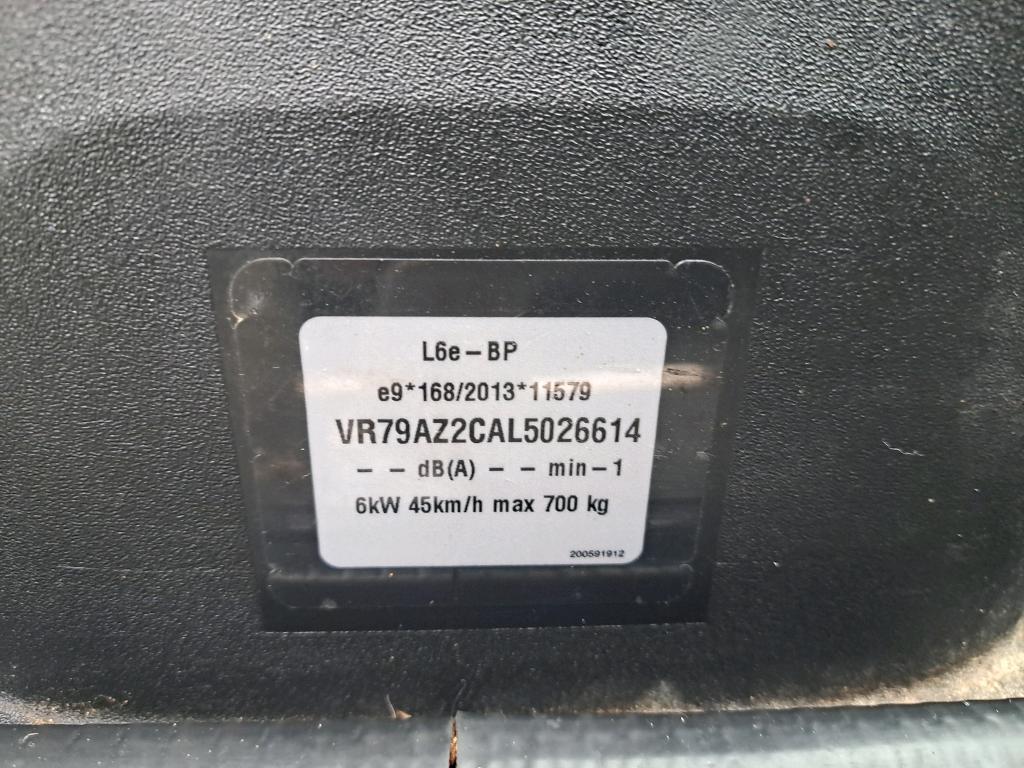 L6e – BP
e9*168/2013*11579
VR79AZ2CAL5026614
– – dB(A) – – min – 1
6kW 45km/h max 700 kg
200591912